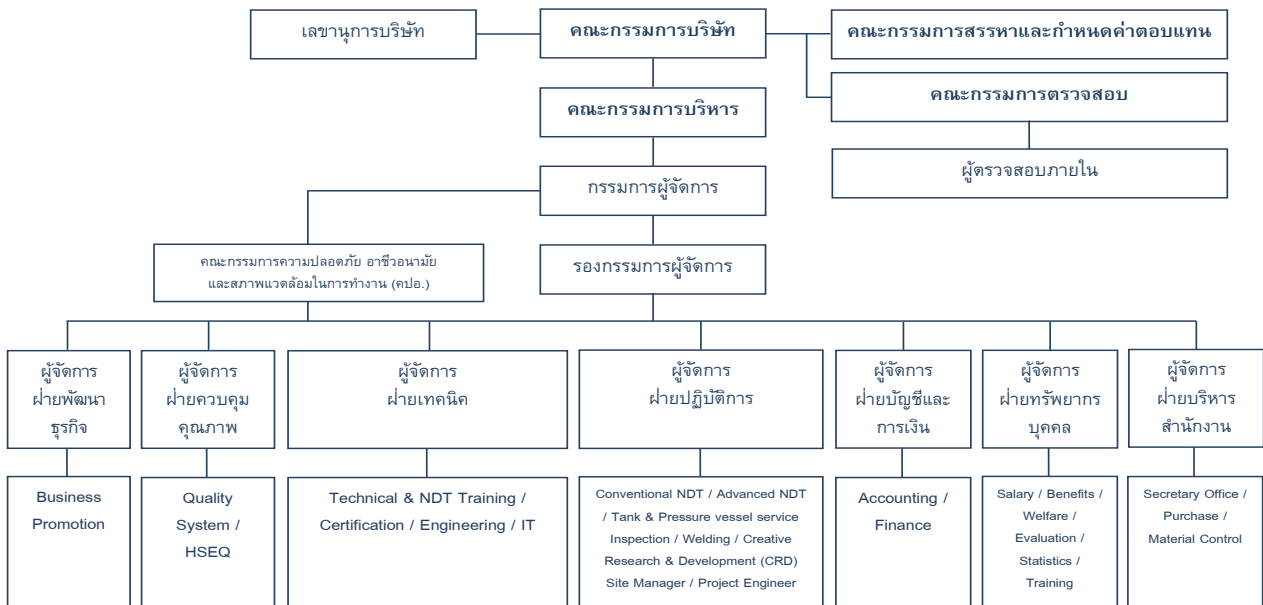 เลขานุการบริษัท
คณะกรรมการบริษัท
คณะกรรมการสรรหาและกำหนดค่าตอบแทน
คณะกรรมการตรวจสอบ
คณะกรรมการบริหาร
ผู้ตรวจสอบภายใน
กรรมการผู้จัดการ
คณะกรรมการความปลอดภัย อาชีวอนามัย
และสภาพแวดล้อมในการทำงาน (คปอ.)
รองกรรมการผู้จัดการ
ผู้จัดการ
ฝ่ายพัฒนา
ธุรกิจ
ผู้จัดการ
ฝ่ายควบคุม
คุณภาพ
ผู้จัดการ
ฝ่ายเทคนิค
ผู้จัดการ
ฝ่ายปฏิบัติการ
ผู้จัดการ
ฝ่ายบัญชีและ
การเงิน
ผู้จัดการ
ฝ่ายทรัพยากร
บุคคล
ผู้จัดการ
ฝ่ายบริหาร
สำนักงาน
Business
Promotion
Quality
System /
HSEQ
Technical & NDT Training /
Certification / Engineering / IT
Conventional NDT / Advanced NDT
/ Tank & Pressure vessel service
Inspection / Welding / Creative
Research & Development (CRD)
Site Manager / Project Engineer
Accounting /
Finance
Salary / Benefits /
Welfare /
Evaluation /
Statistics /
Training
Secretary Office /
Purchase /
Material Control